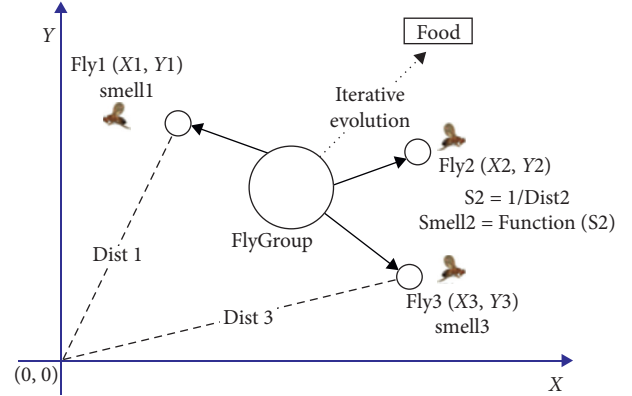 Y
Food
Fly1 (X1, Y1)
smell1
Iterative
evolution
Fly2 (X2, Y2)
S2 = 1/Dist2
Smell2 = Function (S2)
FlyGroup
Dist 1
Fly3 (X3, Y3)
smell3
Dist 3
(0, 0)
X